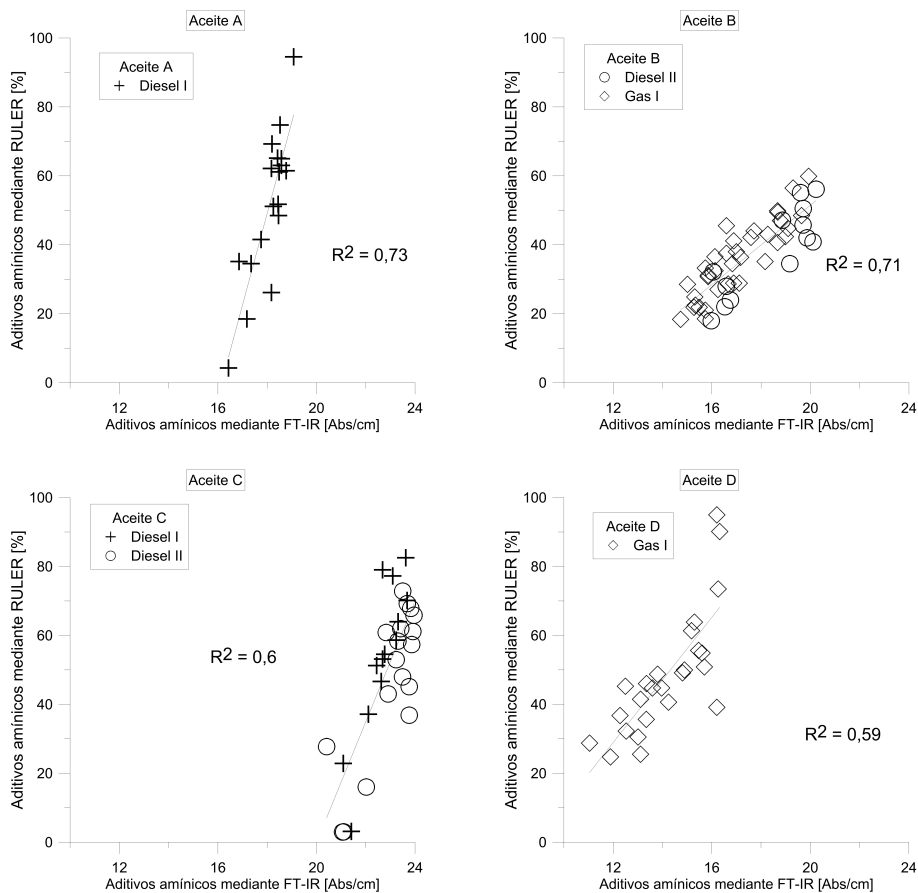 Aceite A
Aditivos amínicos mediante RULER [%]
100
80
60
40
20
0
Aceite A
Diesel I
R2 = 0,73
12 16 20 24
Aditivos amínicos mediante FT-IR [Abs/cm]
Aceite B
Aditivos amínicos mediante RULER [%]
100
80
60
40
20
0
Aceite B
Diesel II
Gas I
R2 = 0,71
12 16 20 24
Aditivos amínicos mediante FT-IR [Abs/cm]
Aceite C
Aditivos amínicos mediante RULER [%]
100
80
60
40
20
0
Aceite C
Diesel I
Diesel II
R2 = 0,6
12 16 20 24
Aditivos amínicos mediante FT-IR [Abs/cm]
Aceite D
Aditivos amínicos mediante RULER [%]
100
80
60
40
20
0
Aceite D
Gas I
R2 = 0,59
12 16 20 24
Aditivos amínicos mediante FT-IR [Abs/cm]